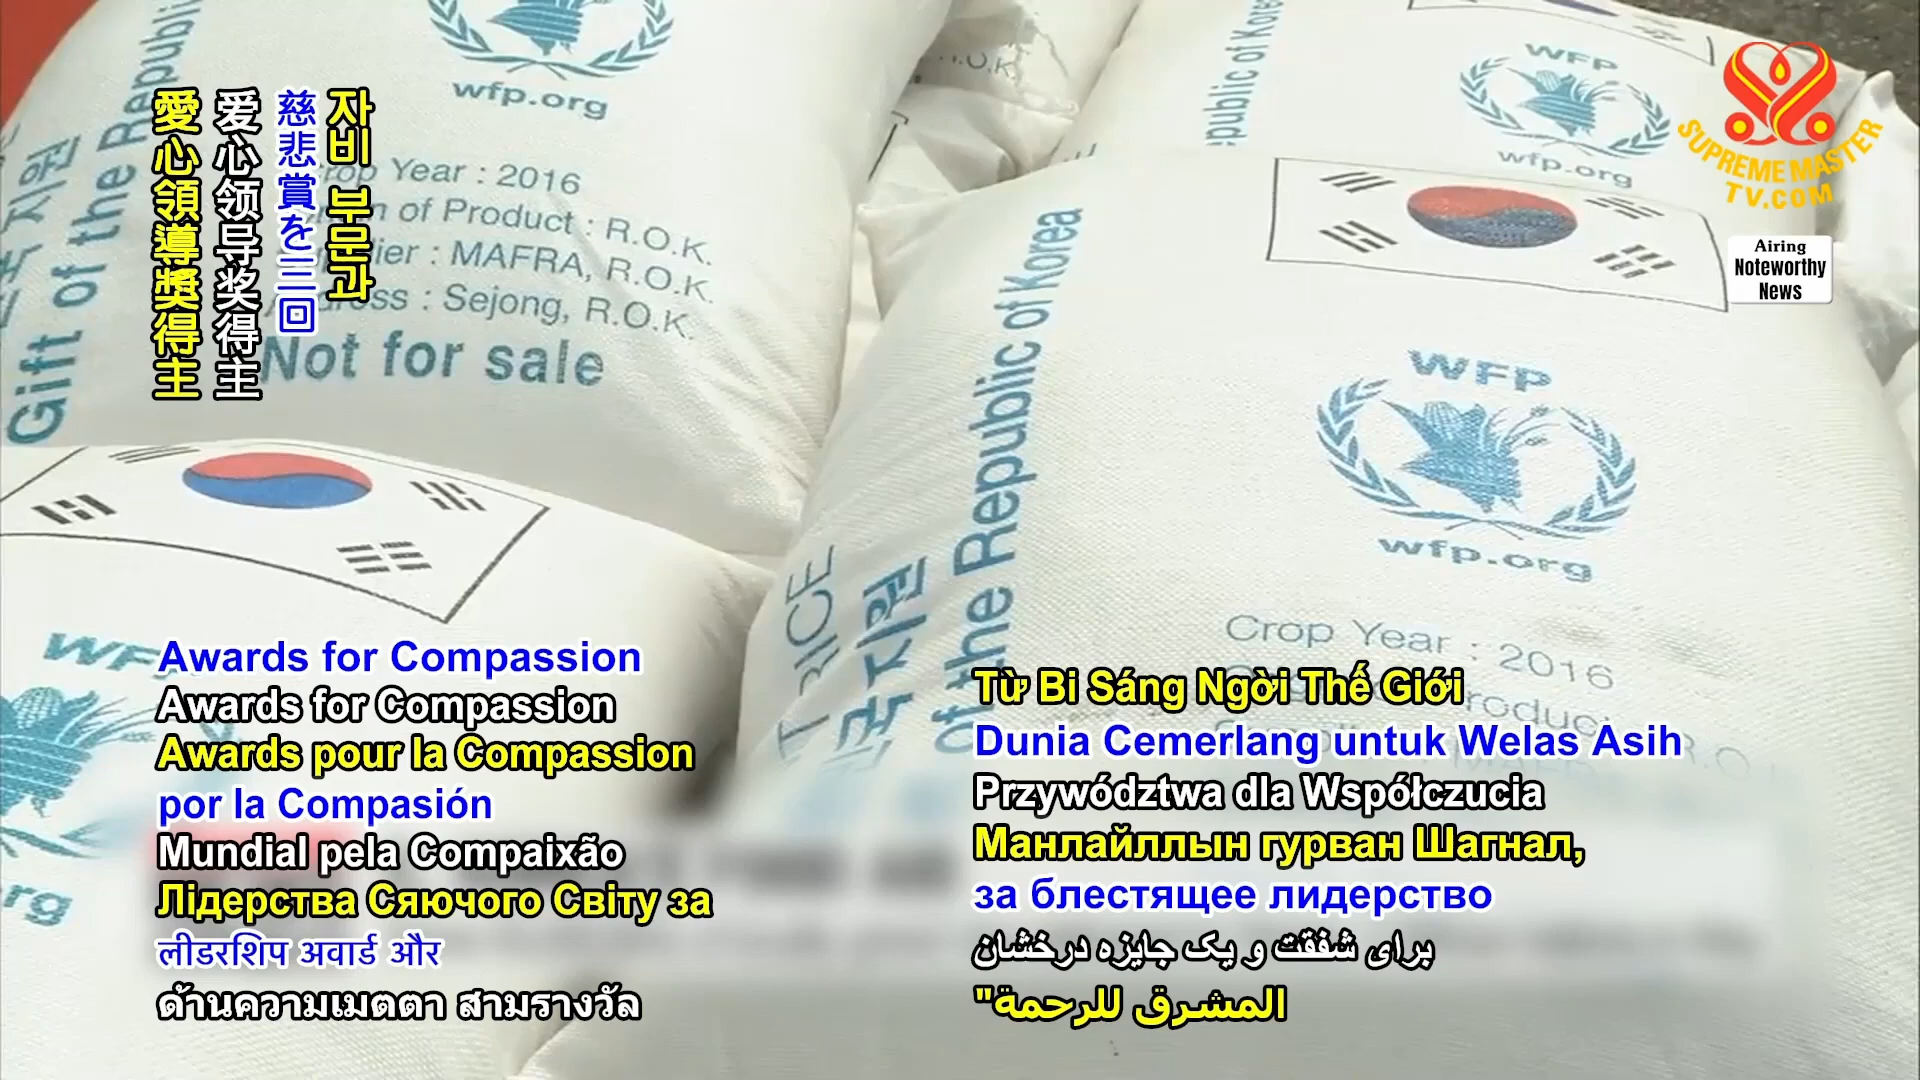 愛心領導獎得主
爱心领导奖得主
慈悲賞を三回
자비 부문과
Gift of the Republic
wfp.org
Crop Year : 2016
of Product : R.O.K.
ier : MAFRA, R.O.K.
ress : Sejong, R.O.K.
Not for sale
WFP
wfp.org
public of Korea
SUPREME MASTER
TV.COM
Airing
Noteworthy
News
RICE
of the Republic of Korea
WFP
wfp.org
Crop Year : 2016
Awards for Compassion
Awards for Compassion
Awards pour la Compassion
por la Compasión
Mundial pela Compaixão
Лідерства Сяючого Світу за
लीडरशिप अवार्ड और
ด้านความเมตตา สามรางวัล
Từ Bi Sáng Ngời Thế Giới
Dunia Cemerlang untuk Welas Asih
Przywództwa dla Współczucia
Манлайллын гурван Шагнал,
за блестящее лидерство
برای شفقت و یک جایزه درخشان
المشرق للرحمة"